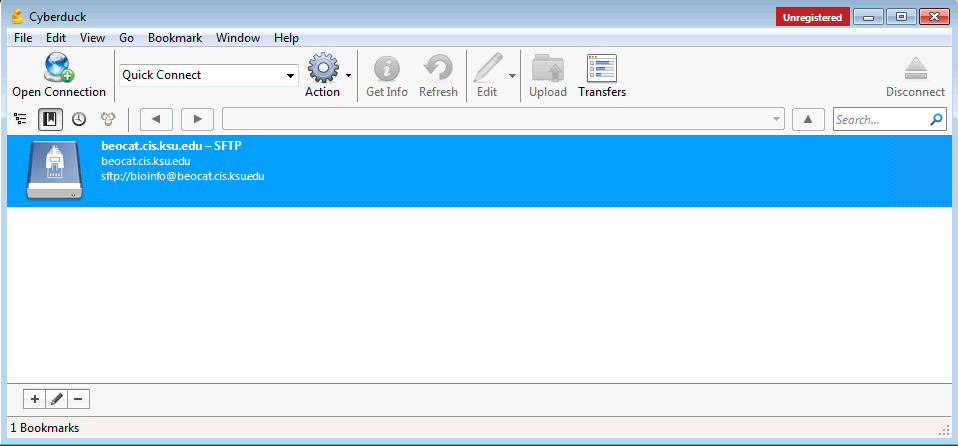 Cyberduck
Unregistered
File Edit View Go Bookmark Window Help
Open Connection
Quick Connect
Action
Get Info
Refresh
Edit
Upload
Transfers
Disconnect
Search...
beocat.cis.ksu.edu – SFTP
beocat.cis.ksu.edu
sftp://bioinfo@beocat.cis.ksu.edu
1 Bookmarks